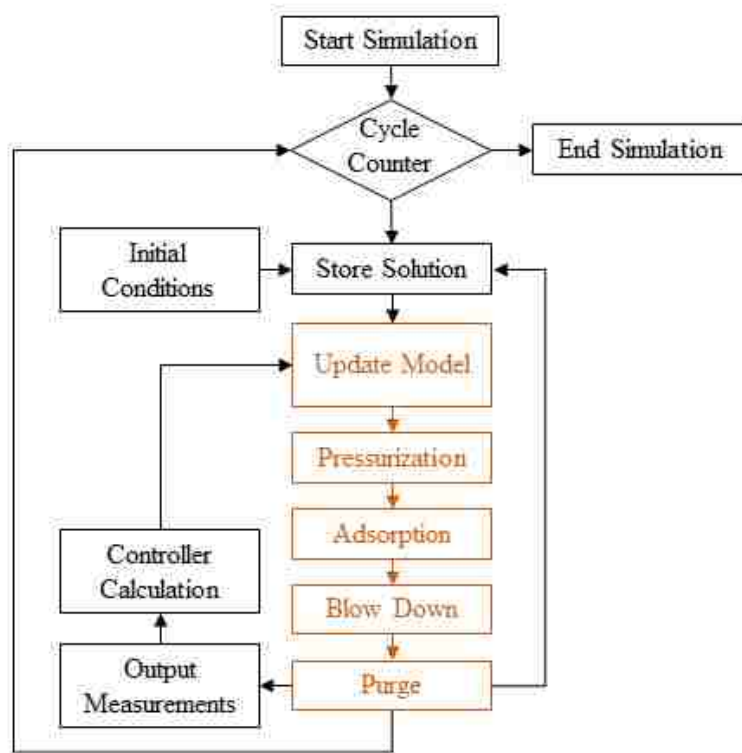 Start Simulation
Cycle
Counter
End Simulation
Initial
Conditions
Store Solution
Update Model
Pressurization
Adsorption
Controller
Calculation
Blow Down
Output
Measurements
Purge